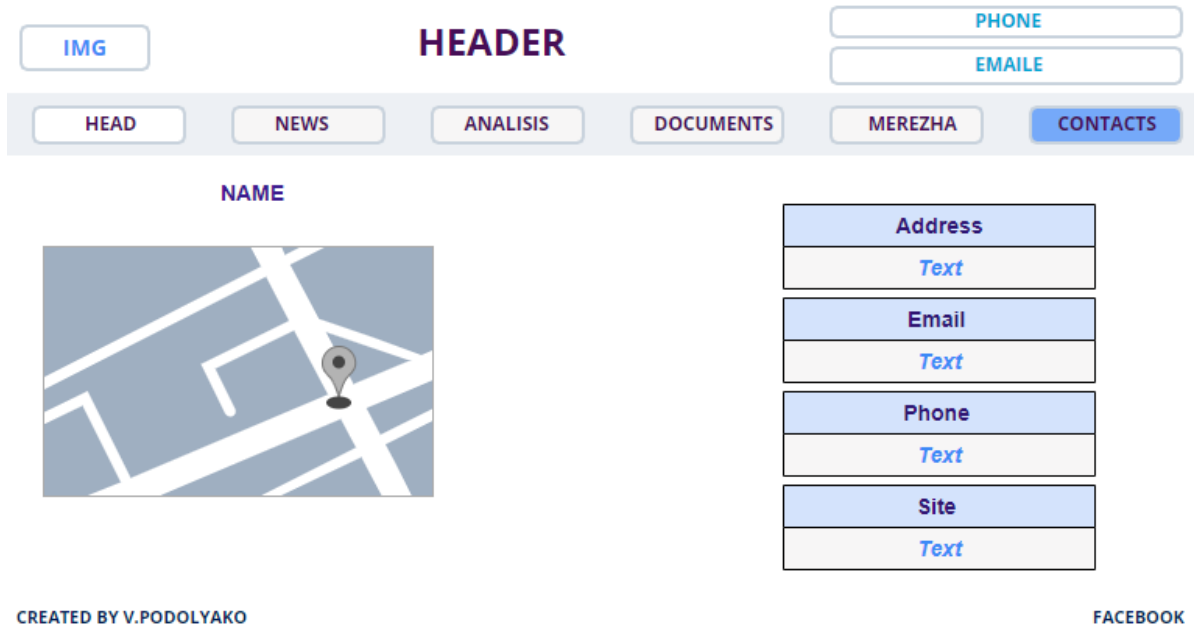 IMG
HEADER
PHONE
EMAILE
HEAD NEWS ANALISIS DOCUMENTS MEREZHA CONTACTS
NAME
Address
Text
Email
Text
Phone
Text
Site
Text
CREATED BY V.PODOLYAKO FACEBOOK